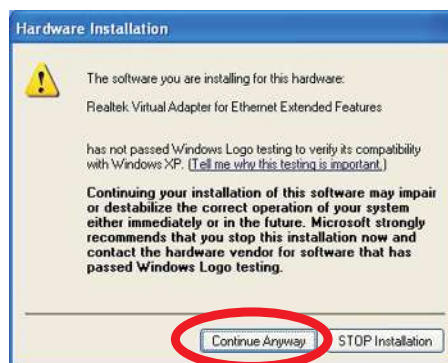 Hardware Installation
The software you are installing for this hardware:
Realtek Virtual Adapter for Ethernet Extended Features
has not passed Windows Logo testing to verify its compatibility
with Windows XP. (Tell me why this testing is important.)
Continuing your installation of this software may impair
or destabilize the correct operation of your system
either immediately or in the future. Microsoft strongly
recommends that you stop this installation now and
contact the hardware vendor for software that has
passed Windows Logo testing.
Continue Anyway STOP Installation